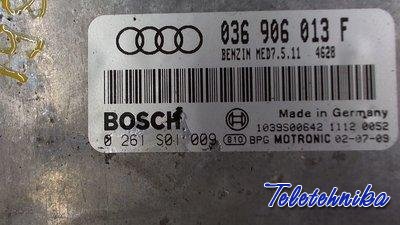 036 906 013 F
BENZIN MED7.5.11 4628
BOSCH
Made in Germany
1039S00642 1112 0052
0 261 S01 009
810 BPG MOTRONIC 02-07-09
Teletehnika